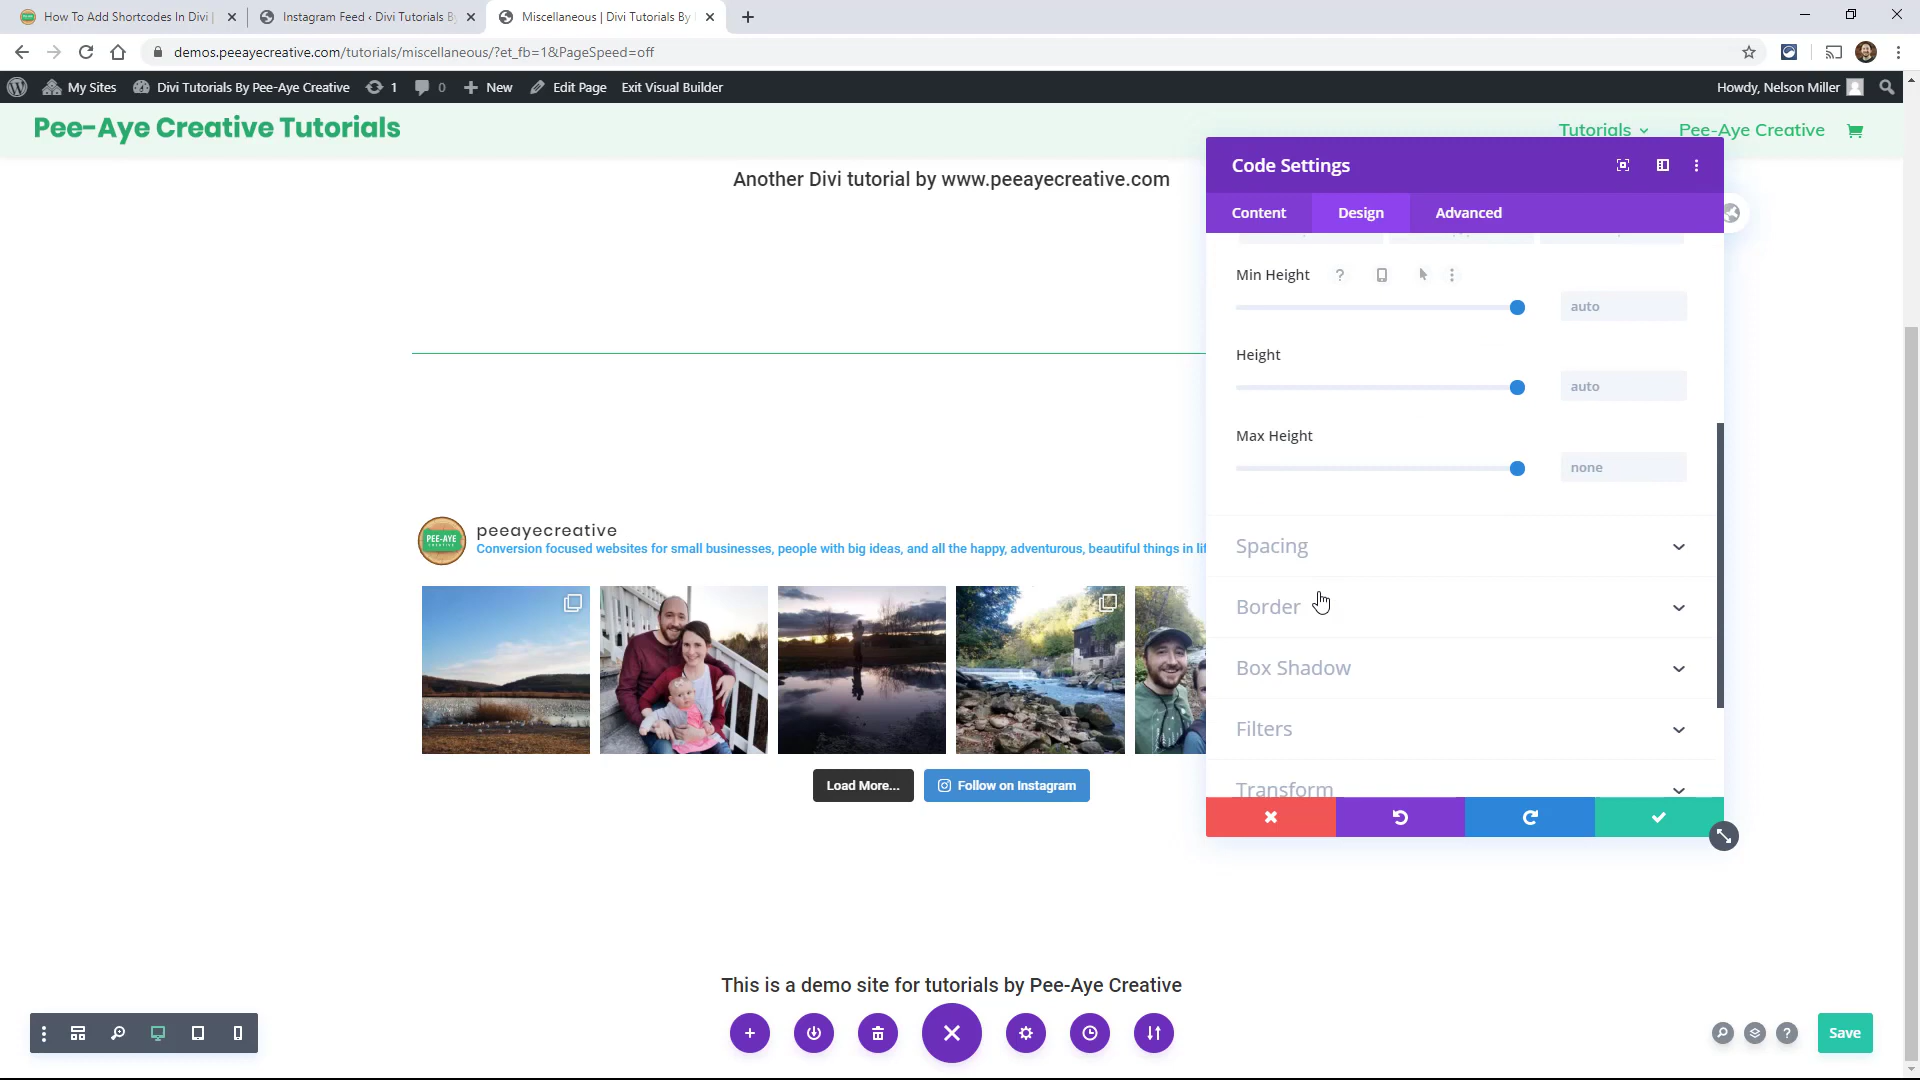 How To Add Shortcodes In Divi |
Instagram Feed ‹ Divi Tutorials By
Miscellaneous | Divi Tutorials By
demos.peeayecreative.com/tutorials/miscellaneous/?et_fb=1&PageSpeed=off
My Sites Divi Tutorials By Pee-Aye Creative 1 0 New Edit Page Exit Visual Builder Howdy, Nelson Miller
Pee-Aye Creative Tutorials
Tutorials Pee-Aye Creative
Another Divi tutorial by www.peeayecreative.com
Code Settings
Content Design Advanced
Min Height ?
auto
Height
auto
Max Height
none
Spacing
Border
Box Shadow
Filters
Transform
PEE-AYE
peeayecreative
Conversion focused websites for small businesses, people with big ideas, and all the happy, adventurous, beautiful things in
Load More... Follow on Instagram
This is a demo site for tutorials by Pee-Aye Creative
? Save